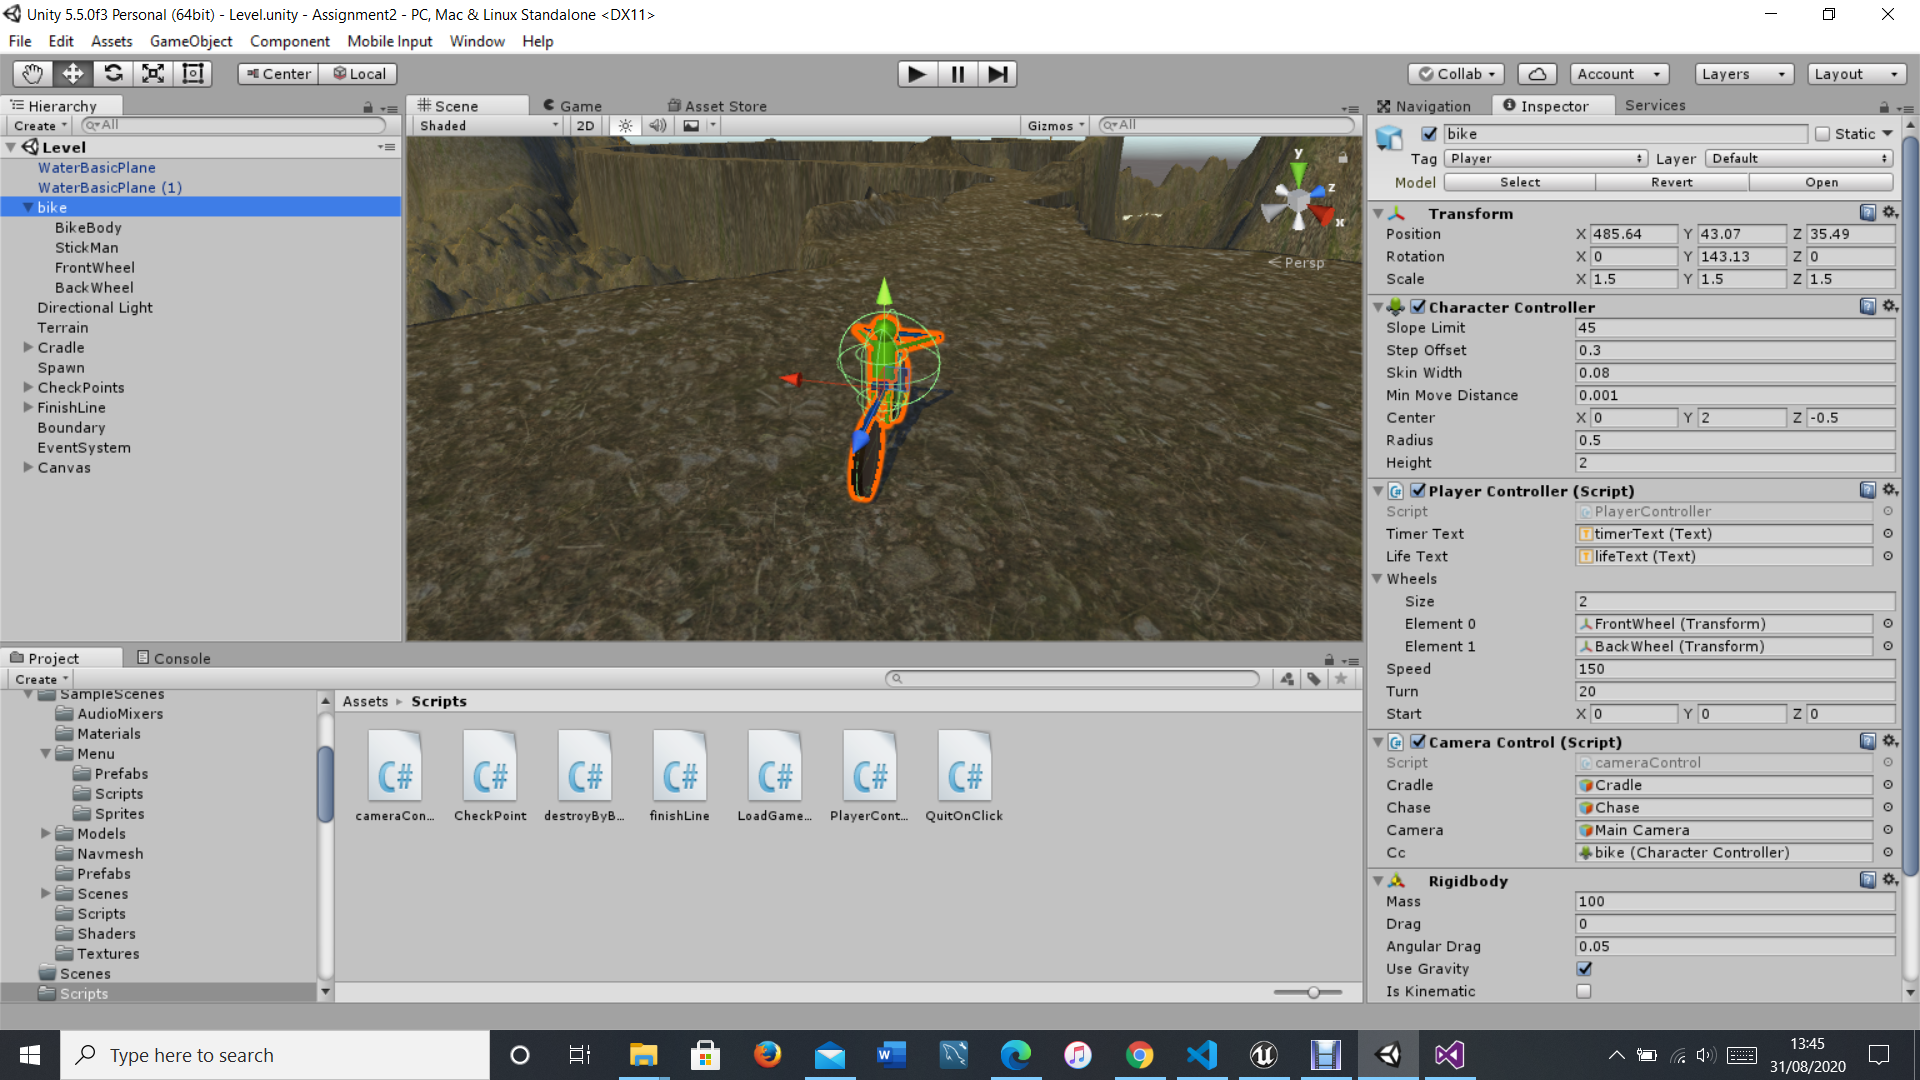 Unity 5.5.0f3 Personal (64bit) - Level.unity - Assignment2 - PC, Mac & Linux Standalone <DX11>
File Edit Assets GameObject Component Mobile Input Window Help
Center Local Collab Account Layers Layout
Hierarchy
Create All
Level
WaterBasicPlane
WaterBasicPlane (1)
bike
BikeBody
StickMan
FrontWheel
BackWheel
Directional Light
Terrain
Cradle
Spawn
CheckPoints
FinishLine
Boundary
EventSystem
Canvas
Scene Game Asset Store
Shaded 2D Gizmos All
y
z
x
Persp
Navigation Inspector Services
bike Static
Tag Player Layer Default
Model Select Revert Open
Transform
Position X 485.64 Y 43.07 Z 35.49
Rotation X 0 Y 143.13 Z 0
Scale X 1.5 Y 1.5 Z 1.5
Character Controller
Slope Limit 45
Step Offset 0.3
Skin Width 0.08
Min Move Distance 0.001
Center X 0 Y 2 Z -0.5
Radius 0.5
Height 2
Player Controller (Script)
Script PlayerController
Timer Text timerText (Text)
Life Text lifeText (Text)
Wheels
Size 2
Element 0 FrontWheel (Transform)
Element 1 BackWheel (Transform)
Speed 150
Turn 20
Start X 0 Y 0 Z 0
Camera Control (Script)
Script cameraControl
Cradle Cradle
Chase Chase
Camera Main Camera
Cc bike (Character Controller)
Rigidbody
Mass 100
Drag 0
Angular Drag 0.05
Use Gravity
Is Kinematic
Project Console
Create
SampleScenes
AudioMixers
Materials
Menu
Prefabs
Scripts
Sprites
Models
Navmesh
Prefabs
Scenes
Scripts
Shaders
Textures
Scenes
Scripts
Assets Scripts
C# C# C# C# C# C# C#
cameraCon... CheckPoint destroyByB... finishLine LoadGame... PlayerCont... QuitOnClick
Type here to search
13:45
31/08/2020